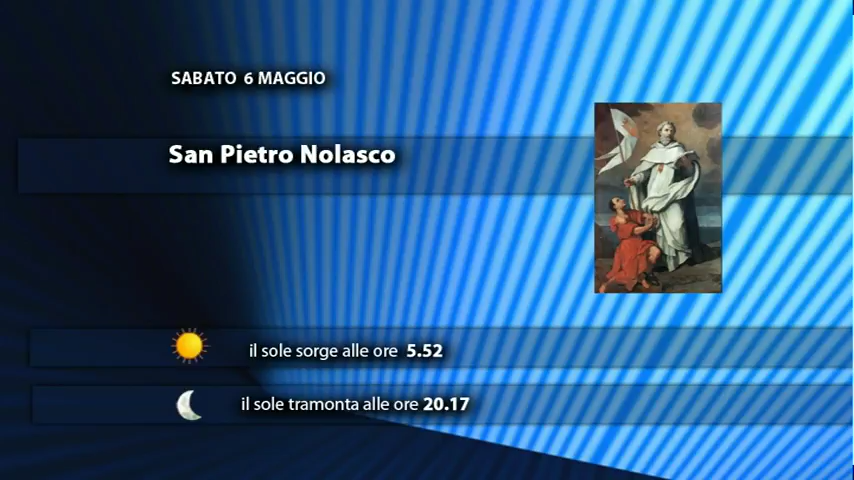 SABATO 6 MAGGIO
San Pietro Nolasco
il sole sorge alle ore 5.52
il sole tramonta alle ore 20.17